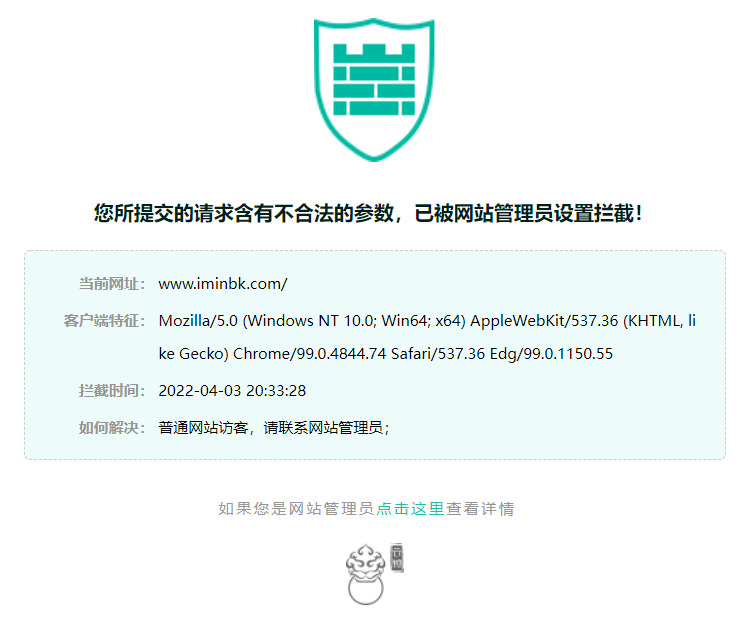 您所提交的请求含有不合法的参数，已被网站管理员设置拦截！
当前网址： www.iminbk.com/
客户端特征： Mozilla/5.0 (Windows NT 10.0; Win64; x64) AppleWebKit/537.36 (KHTML, li
ke Gecko) Chrome/99.0.4844.74 Safari/537.36 Edg/99.0.1150.55
拦截时间： 2022-04-03 20:33:28
如何解决： 普通网站访客，请联系网站管理员；
如果您是网站管理员点击这里查看详情